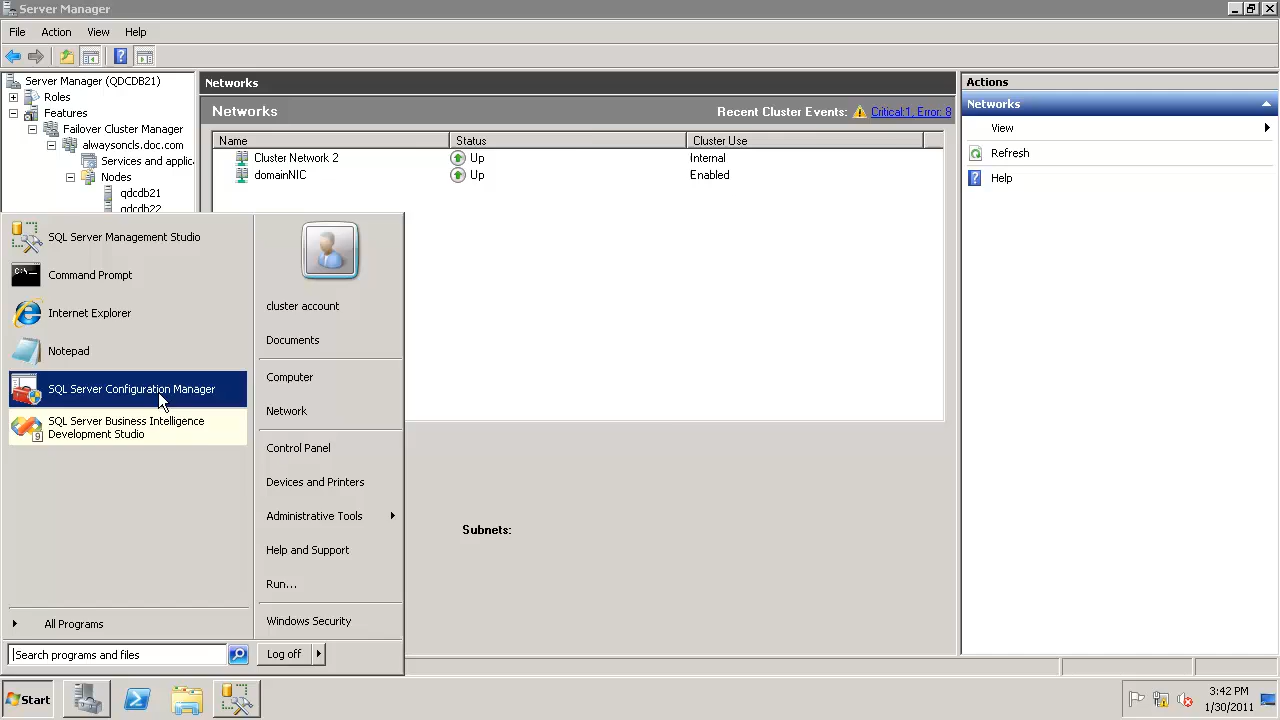 Server Manager
File Action View Help
Server Manager (QDCDB21)
Roles
Features
Failover Cluster Manager
alwaysoncls.doc.com
Services and applic
Nodes
qdcdb21
qdcdb22
Networks
Networks
Recent Cluster Events: Critical:1, Error: 8
Name Status Cluster Use
Cluster Network 2 Up Internal
domainNIC Up Enabled
Subnets:
Actions
Networks
View
Refresh
Help
SQL Server Management Studio
Command Prompt
C:\_
Internet Explorer
Notepad
SQL Server Configuration Manager
SQL Server Business Intelligence
Development Studio
9
All Programs
Search programs and files
cluster account
Documents
Computer
Network
Control Panel
Devices and Printers
Administrative Tools
Help and Support
Run...
Windows Security
Log off
Start
3:42 PM
1/30/2011